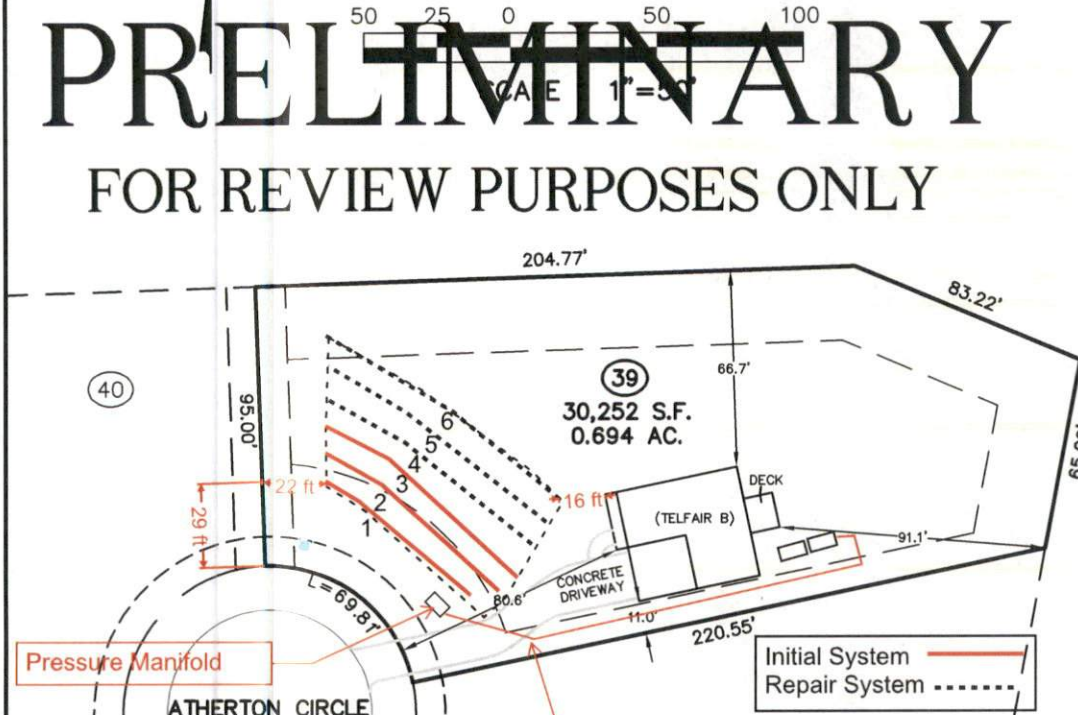 50 25 0 50 100
PRELIMINARY
SCALE 1"=50'
FOR REVIEW PURPOSES ONLY
204.77'
83.22'
40
95.00'
66.7'
39
30,252 S.F.
0.694 AC.
6
5
4
3
2
1
22 ft
29 ft
16 ft
(TELFAIR B)
DECK
91.1'
CONCRETE
DRIVEWAY
80.6'
11.0'
220.55'
L=69.81'
Pressure Manifold
ATHERTON CIRCLE
Initial System
Repair System